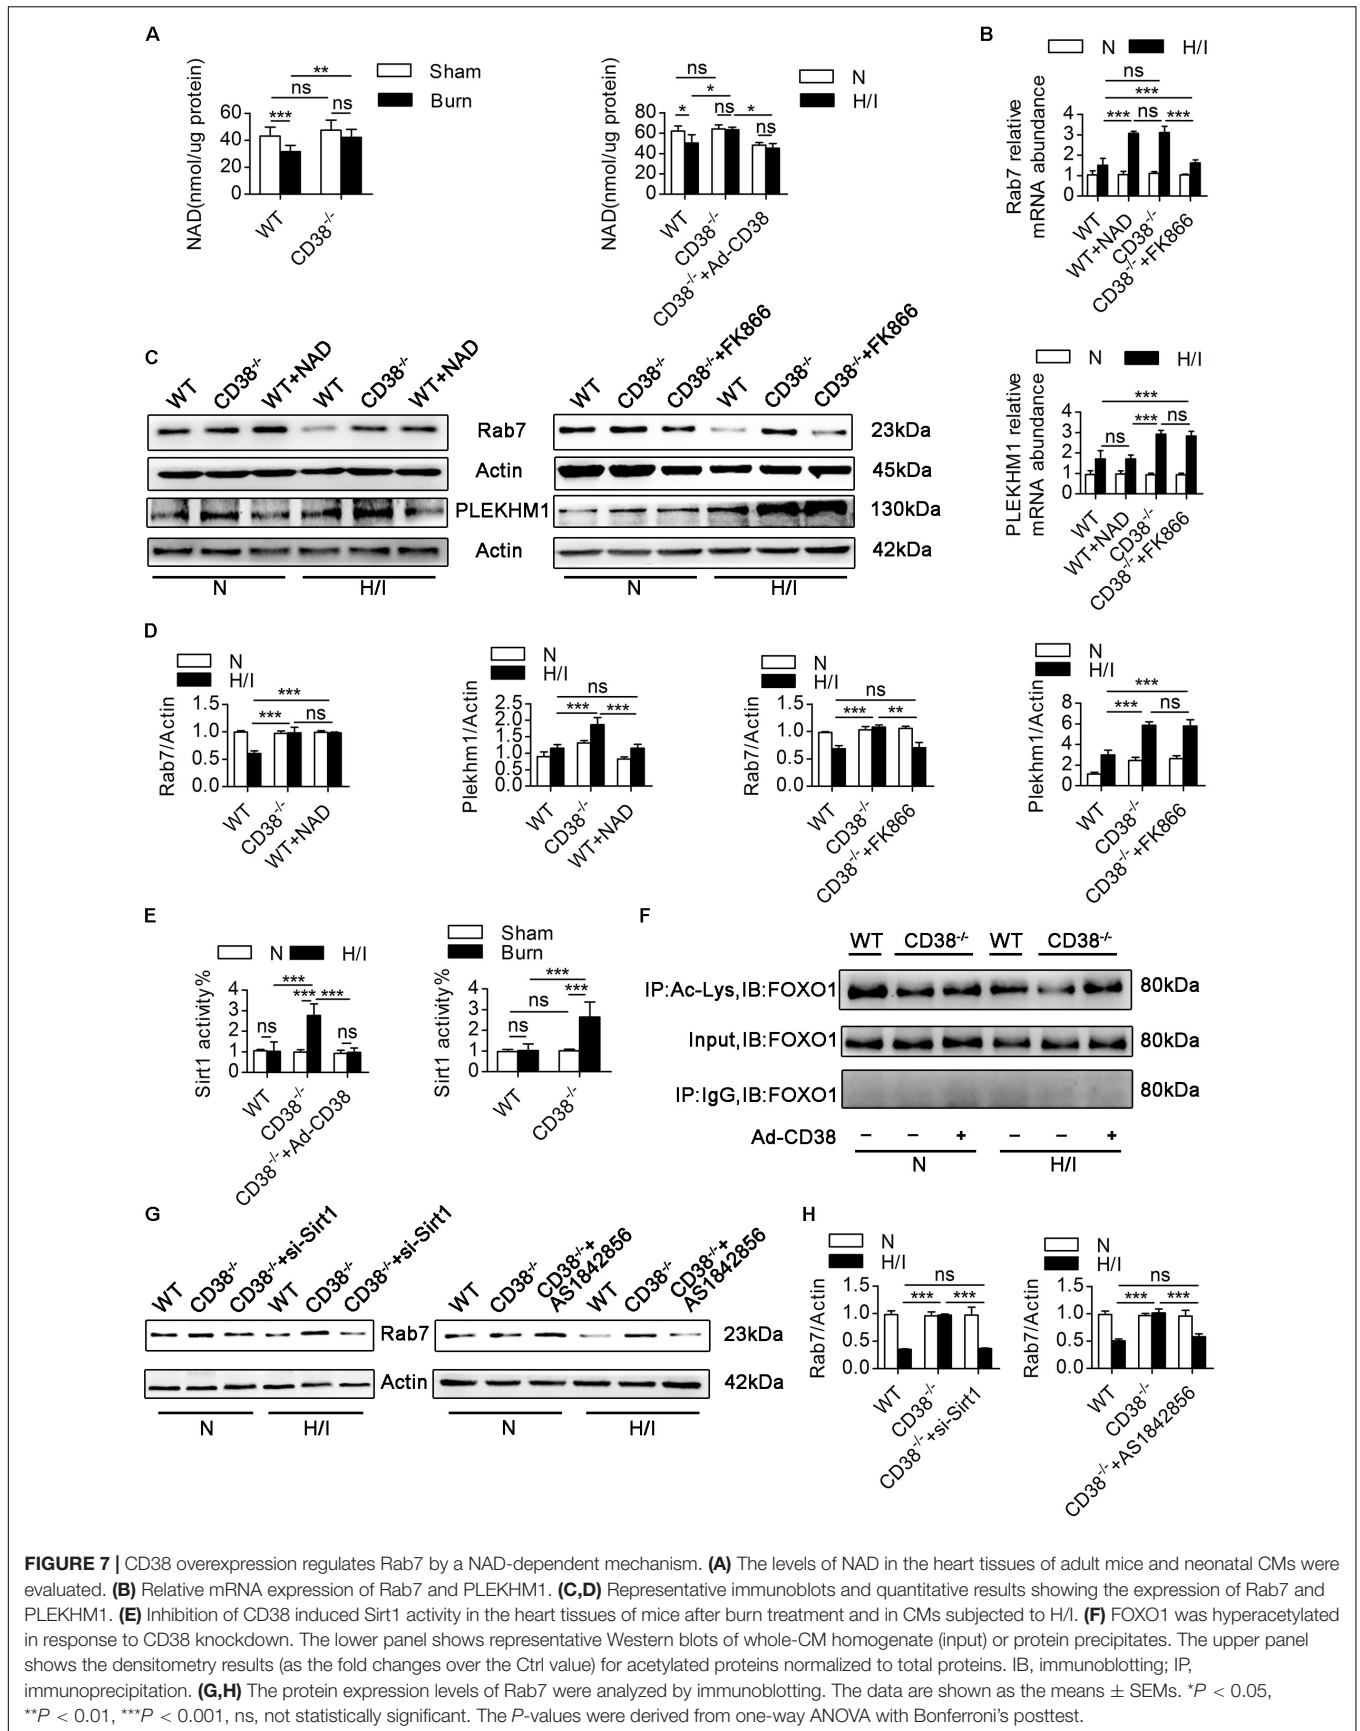 A
NAD(nmol/ug protein)
60
40
20
0
**
ns
***
ns
Sham
Burn
WT
CD38-/-
NAD(nmol/ug protein)
80
60
40
20
0
ns
*
*
ns
*
ns
N
H/I
WT
CD38-/-
CD38-/-+Ad-CD38
B
N
H/I
Rab7 relative
mRNA abundance
4
3
2
1
0
ns
***
***
ns
***
WT
WT+NAD
CD38-/-
CD38-/-+FK866
N
H/I
PLEKHM1 relative
mRNA abundance
4
3
2
1
0
***
ns
***
ns
WT
WT+NAD
CD38-/-
CD38-/-+FK866
C
WT
CD38-/-
WT+NAD
WT
CD38-/-
WT+NAD
WT
CD38-/-
CD38-/-+FK866
WT
CD38-/-
CD38-/-+FK866
Rab7
23kDa
Actin
45kDa
PLEKHM1
130kDa
Actin
42kDa
N
H/I
N
H/I
D
N
H/I
Rab7/Actin
1.5
1.0
0.5
0.0
***
***
ns
WT
CD38-/-
WT+NAD
N
H/I
Plekhm1/Actin
2.5
2.0
1.5
1.0
0.5
0.0
ns
***
***
WT
CD38-/-
WT+NAD
N
H/I
Rab7/Actin
1.5
1.0
0.5
0.0
ns
***
**
WT
CD38-/-
CD38-/-+FK866
N
H/I
Plekhm1/Actin
8
6
4
2
0
***
***
ns
WT
CD38-/-
CD38-/-+FK866
E
N
H/I
Sirt1 activity%
4
3
2
1
0
***
***
***
ns
ns
WT
CD38-/-
CD38-/-+Ad-CD38
Sham
Burn
Sirt1 activity%
4
3
2
1
0
***
ns
***
ns
WT
CD38-/-
F
WT CD38-/- WT CD38-/-
IP:Ac-Lys,IB:FOXO1
80kDa
Input,IB:FOXO1
80kDa
IP:IgG,IB:FOXO1
80kDa
Ad-CD38 − − + − − +
N
H/I
G
WT
CD38-/-
CD38-/-+si-Sirt1
WT
CD38-/-
CD38-/-+si-Sirt1
WT
CD38-/-
CD38-/-+
AS1842856
WT
CD38-/-
CD38-/-+
AS1842856
Rab7
23kDa
Actin
42kDa
N
H/I
N
H/I
H
N
H/I
Rab7/Actin
1.5
1.0
0.5
0.0
ns
***
***
WT
CD38-/-
CD38-/-+si-Sirt1
N
H/I
Rab7/Actin
1.5
1.0
0.5
0.0
ns
***
***
WT
CD38-/-
CD38-/-+AS1842856
FIGURE 7 | CD38 overexpression regulates Rab7 by a NAD-dependent mechanism. (A) The levels of NAD in the heart tissues of adult mice and neonatal CMs were
evaluated. (B) Relative mRNA expression of Rab7 and PLEKHM1. (C,D) Representative immunoblots and quantitative results showing the expression of Rab7 and
PLEKHM1. (E) Inhibition of CD38 induced Sirt1 activity in the heart tissues of mice after burn treatment and in CMs subjected to H/I. (F) FOXO1 was hyperacetylated
in response to CD38 knockdown. The lower panel shows representative Western blots of whole-CM homogenate (input) or protein precipitates. The upper panel
shows the densitometry results (as the fold changes over the Ctrl value) for acetylated proteins normalized to total proteins. IB, immunoblotting; IP,
immunoprecipitation. (G,H) The protein expression levels of Rab7 were analyzed by immunoblotting. The data are shown as the means ± SEMs. *P < 0.05,
**P < 0.01, ***P < 0.001, ns, not statistically significant. The P-values were derived from one-way ANOVA with Bonferroni's posttest.